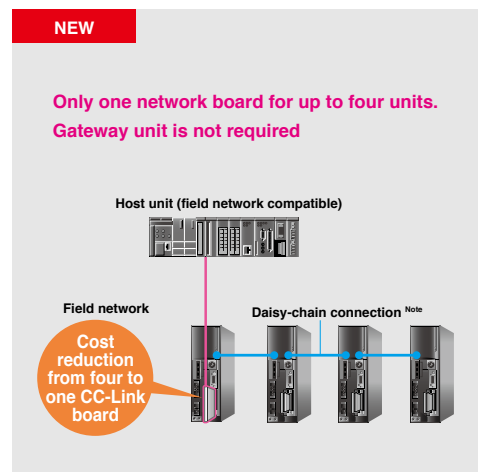 NEW
Only one network board for up to four units.
Gateway unit is not required
Host unit (field network compatible)
Field network
Daisy-chain connection Note
Cost
reduction
from four to
one CC-Link
board